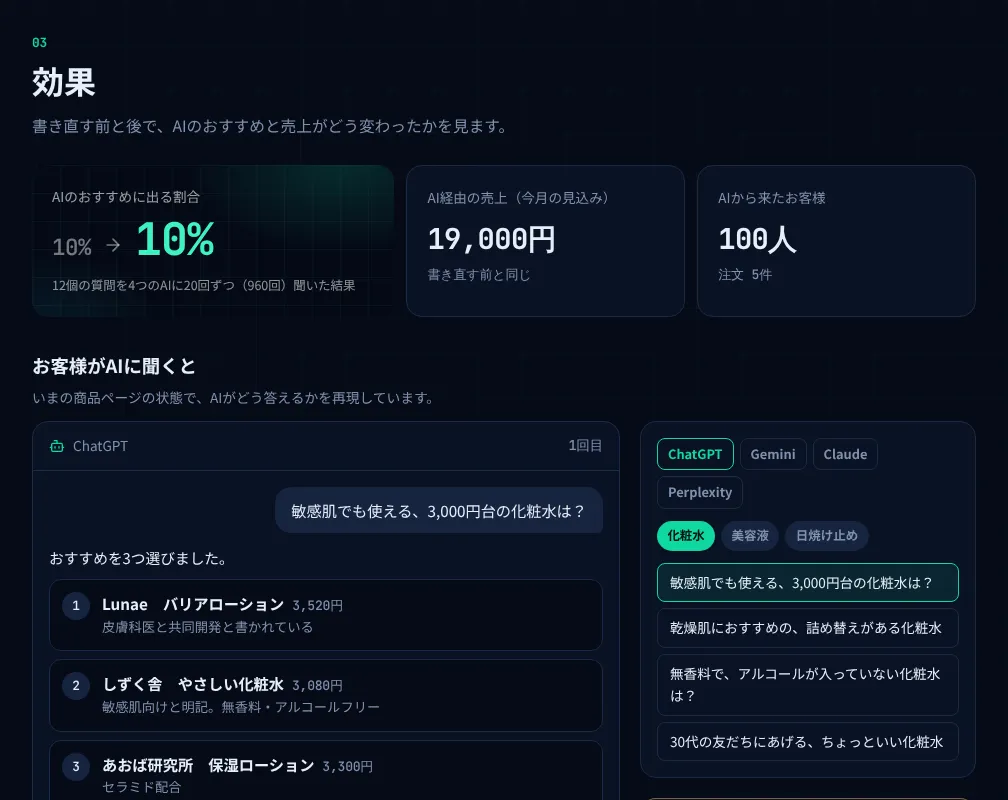 03
効果
書き直す前と後で、AIのおすすめと売上がどう変わったかを見ます。
AIのおすすめに出る割合
10% → 10%
12個の質問を4つのAIに20回ずつ（960回）聞いた結果
AI経由の売上（今月の見込み）
19,000円
書き直す前と同じ
AIから来たお客様
100人
注文 5件
お客様がAIに聞くと
いまの商品ページの状態で、AIがどう答えるかを再現しています。
ChatGPT 1回目
敏感肌でも使える、3,000円台の化粧水は？
おすすめを3つ選びました。
1 Lunae　バリアローション 3,520円
皮膚科医と共同開発と書かれている
2 しずく舎　やさしい化粧水 3,080円
敏感肌向けと明記。無香料・アルコールフリー
3 あおば研究所　保湿ローション 3,300円
セラミド配合
ChatGPT Gemini Claude
Perplexity
化粧水 美容液 日焼け止め
敏感肌でも使える、3,000円台の化粧水は？
乾燥肌におすすめの、詰め替えがある化粧水
無香料で、アルコールが入っていない化粧水
は？
30代の友だちにあげる、ちょっといい化粧水